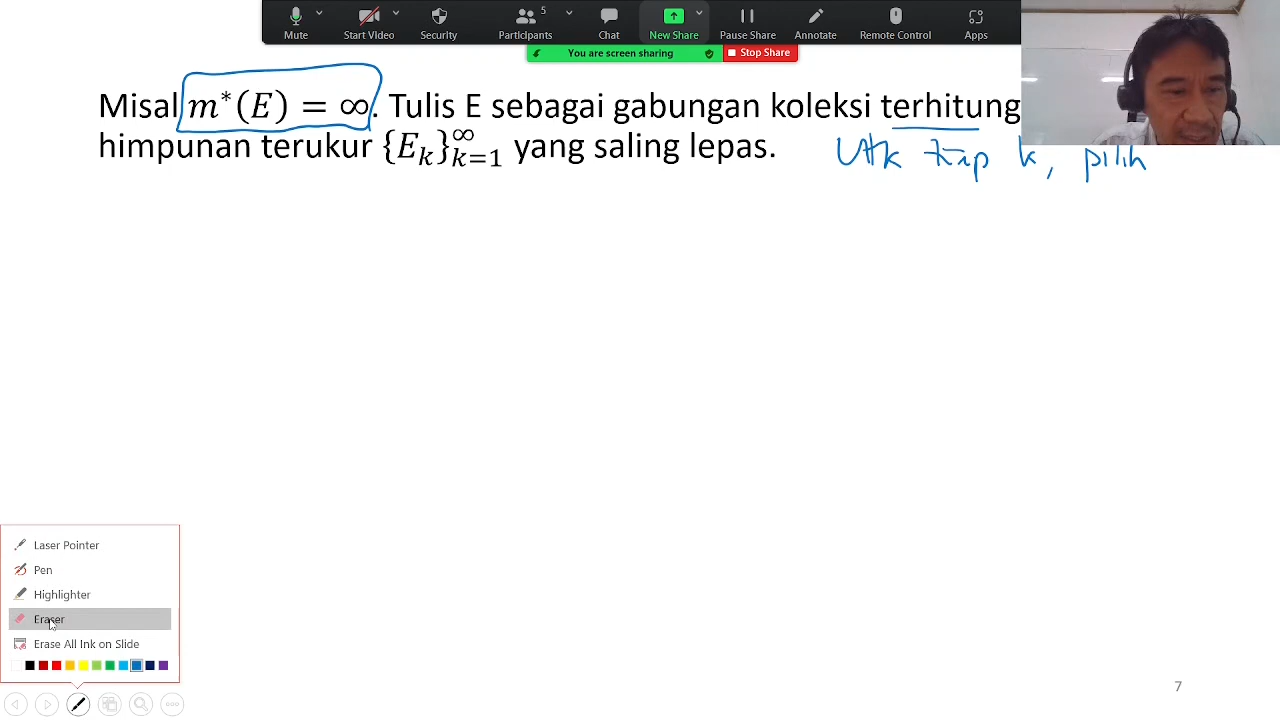 Mute
Start Video
Security
Participants
5
Chat
New Share
Pause Share
Annotate
Remote Control
Apps
You are screen sharing
Stop Share
Misal m*(E) = ∞. Tulis E sebagai gabungan koleksi terhitung
himpunan terukur {E_k}_{k=1}^∞ yang saling lepas.
Utk tiap k, pilih
Laser Pointer
Pen
Highlighter
Eraser
Erase All Ink on Slide
7